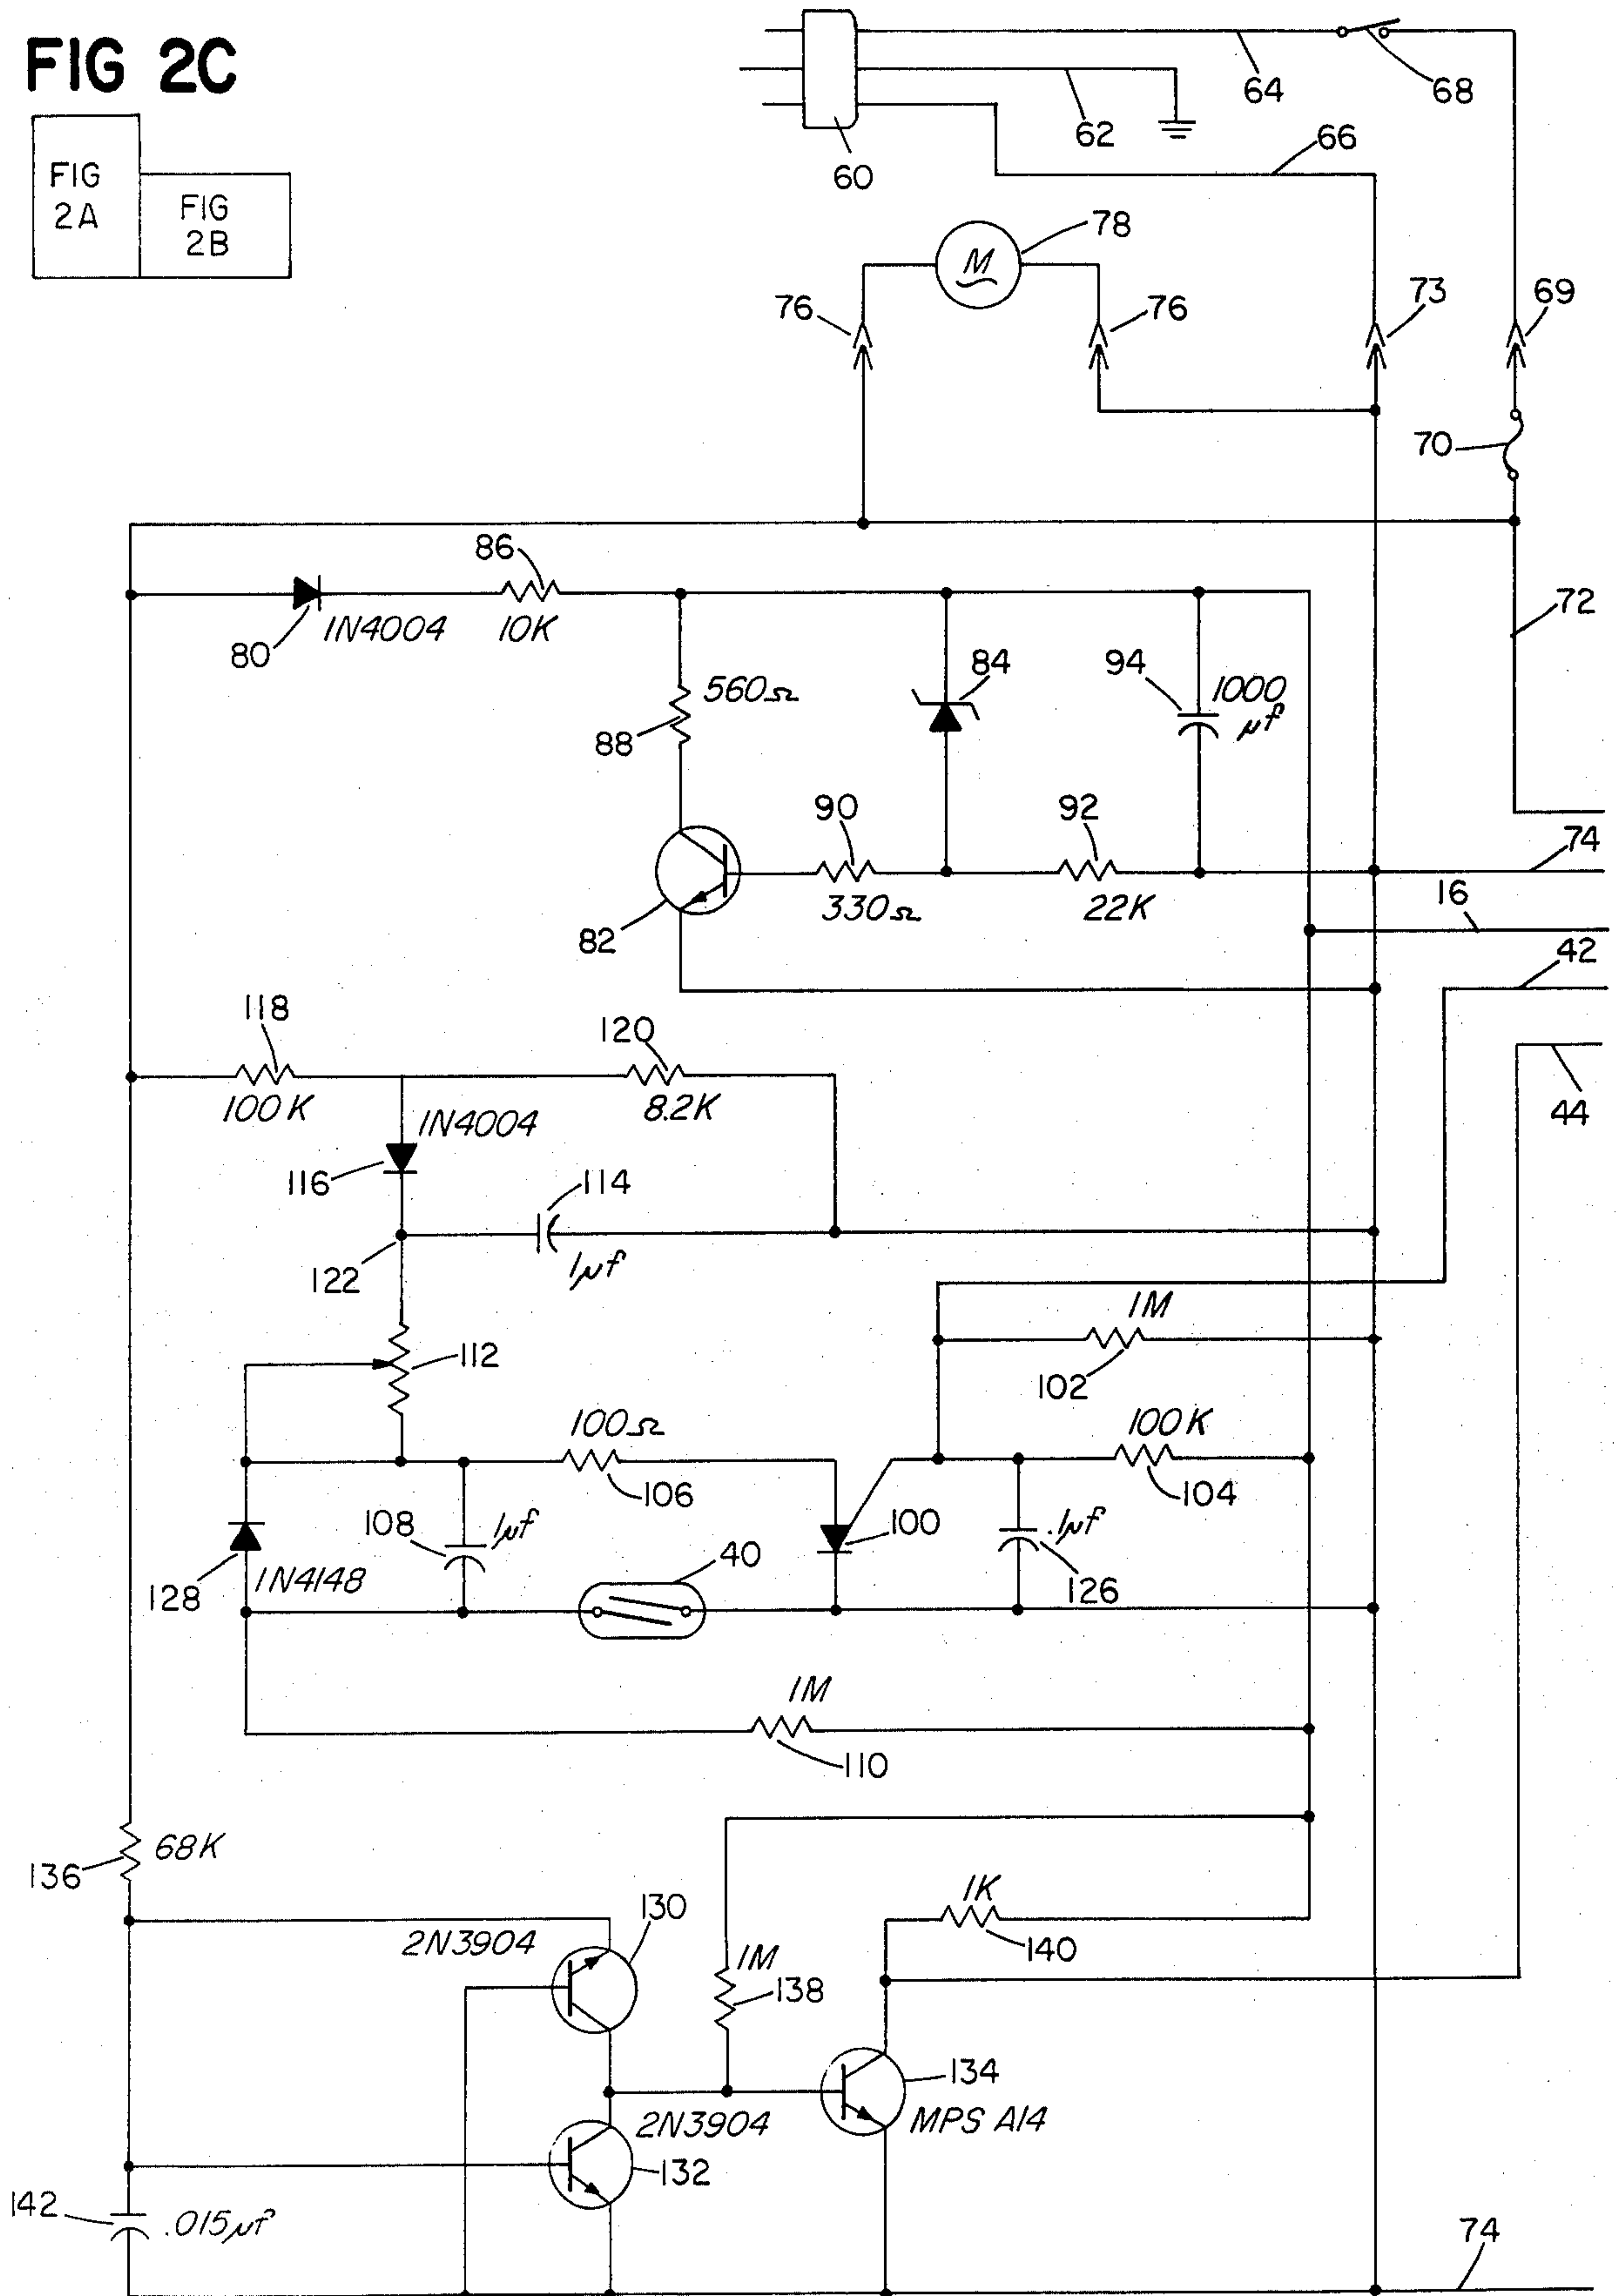 FIG 2C
FIG
2A
FIG
2B
64
68
62
66
60
78
M
76
76
73
69
70
86
1N4004
10K
80
72
560Ω
84
94
1000
μf
88
90
92
74
330Ω
22K
16
82
42
118
120
100K
8.2K
44
1N4004
116
114
122
1μf
1M
112
102
100Ω
100K
106
104
108
1μf
100
.1μf
40
128
1N4148
126
1M
110
68K
136
130
1K
2N3904
140
1M
138
134
2N3904
MPS A14
132
142
.015μf
74